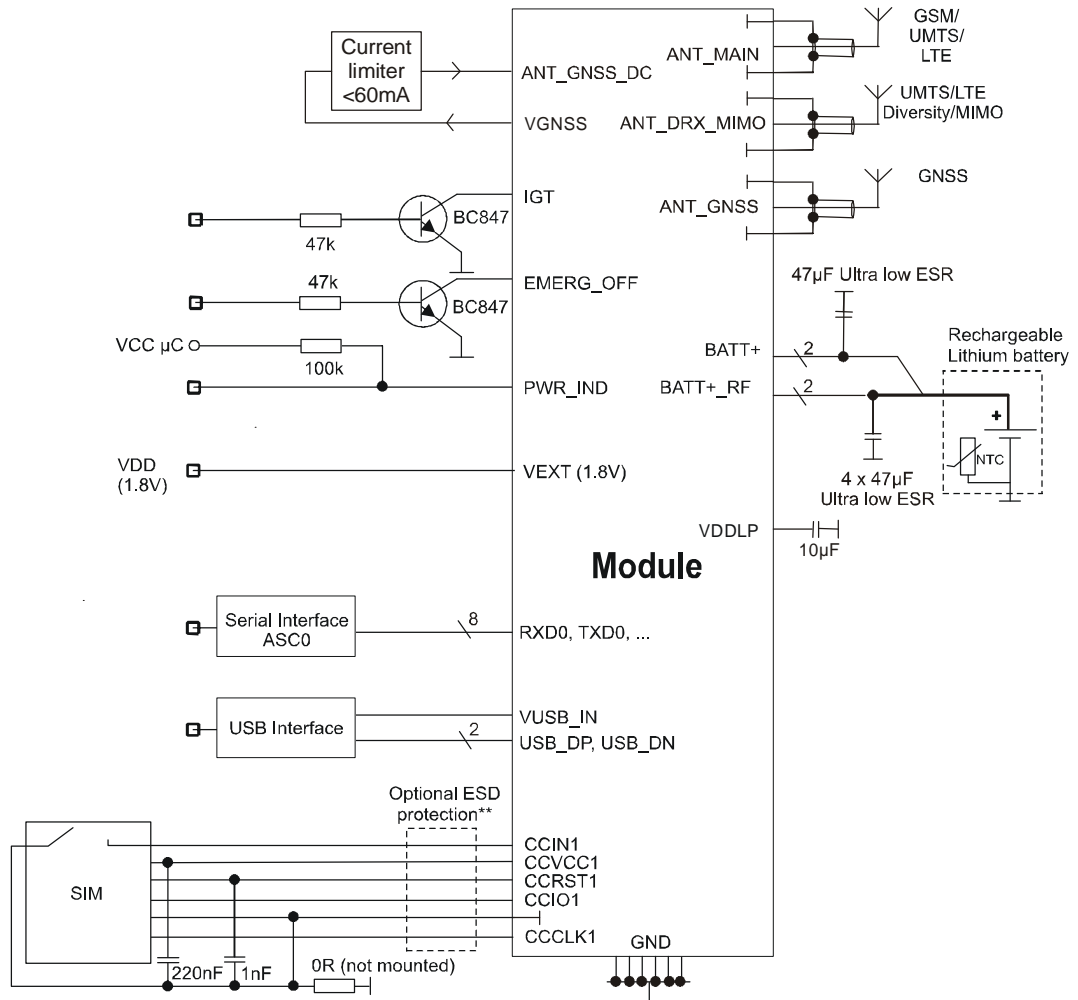 GSM/
UMTS/
LTE
Current
limiter
<60mA
ANT_MAIN
ANT_GNSS_DC
UMTS/LTE
Diversity/MIMO
VGNSS
ANT_DRX_MIMO
GNSS
IGT
ANT_GNSS
BC847
47k
47µF Ultra low ESR
47k
EMERG_OFF
BC847
Rechargeable
Lithium battery
VCC µC
BATT+
2
100k
PWR_IND
BATT+_RF
2
+
NTC
VDD
(1.8V)
VEXT (1.8V)
4 x 47µF
Ultra low ESR
VDDLP
10µF
Module
Serial Interface
ASC0
8
RXD0, TXD0, ...
USB Interface
VUSB_IN
2
USB_DP, USB_DN
Optional ESD
protection**
CCIN1
CCVCC1
CCRST1
SIM
CCIO1
CCCLK1
GND
220nF
1nF
0R (not mounted)